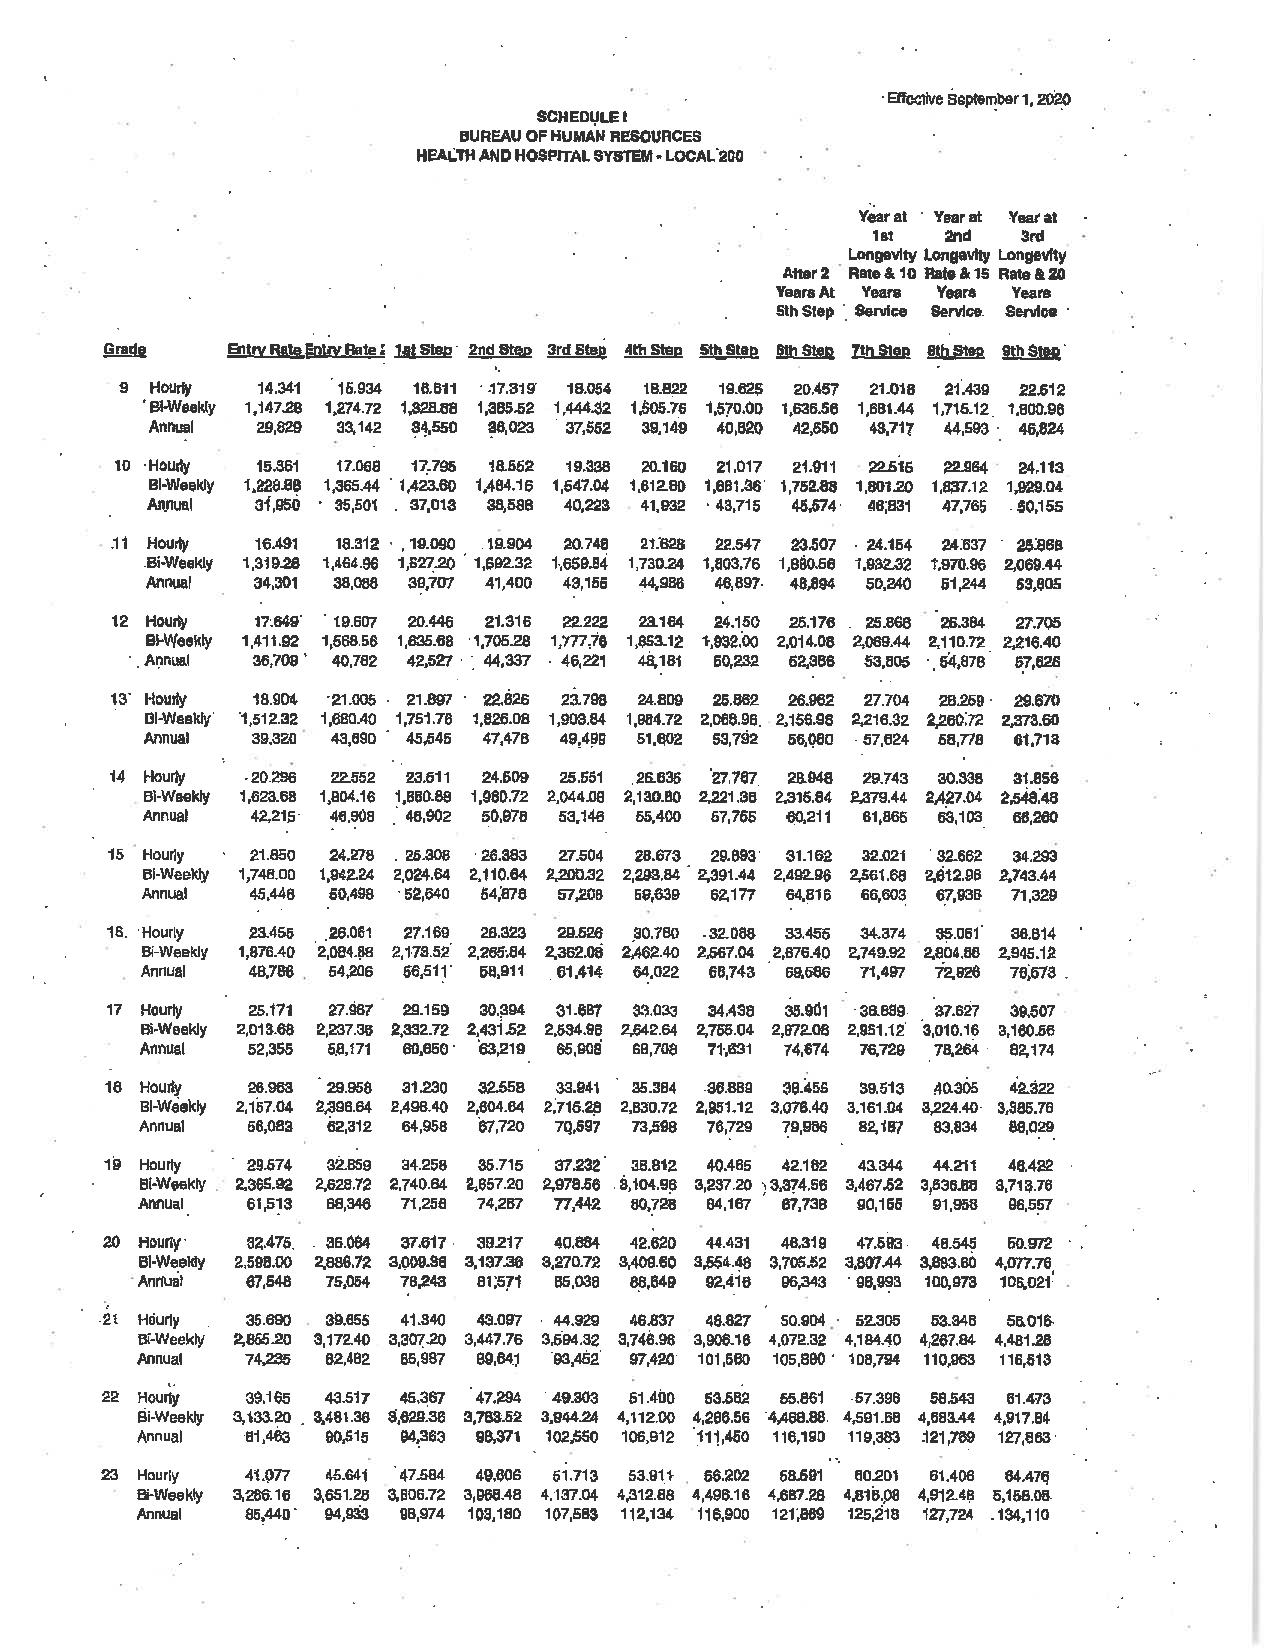 Effective September 1, 2020
SCHEDULE I
BUREAU OF HUMAN RESOURCES
HEALTH AND HOSPITAL SYSTEM - LOCAL 200
Year at Year at Year at
1st 2nd 3rd
Longevity Longevity Longevity
After 2 Rate & 10 Rate & 15 Rate & 20
Years At Years Years Years
5th Step Service Service Service
Grade Entry Rate Entry Rate 1st Step 2nd Step 3rd Step 4th Step 5th Step 6th Step 7th Step 8th Step 9th Step
9 Hourly 14.341 15.934 16.611 17.319 18.054 18.822 19.625 20.457 21.018 21.439 22.512
Bi-Weekly 1,147.28 1,274.72 1,328.88 1,385.52 1,444.32 1,505.76 1,570.00 1,636.56 1,681.44 1,715.12 1,800.96
Annual 29,829 33,142 34,550 36,023 37,552 39,149 40,820 42,550 43,717 44,593 46,824
10 Hourly 15.361 17.068 17.795 18.552 19.338 20.160 21.017 21.911 22.515 22.964 24.113
Bi-Weekly 1,228.88 1,365.44 1,423.60 1,484.16 1,547.04 1,612.80 1,681.36 1,752.88 1,801.20 1,837.12 1,929.04
Annual 31,950 35,501 37,013 38,588 40,223 41,932 43,715 45,574 46,831 47,765 50,155
11 Hourly 16.491 18.312 19.090 19.904 20.748 21.628 22.547 23.507 24.154 24.637 25.868
Bi-Weekly 1,319.28 1,464.96 1,527.20 1,592.32 1,659.84 1,730.24 1,803.76 1,880.56 1,932.32 1,970.96 2,069.44
Annual 34,301 38,088 39,707 41,400 43,155 44,986 46,897 48,894 50,240 51,244 53,805
12 Hourly 17.649 19.607 20.446 21.316 22.222 23.164 24.150 25.176 25.868 26.384 27.705
Bi-Weekly 1,411.92 1,568.56 1,635.68 1,705.28 1,777.76 1,853.12 1,932.00 2,014.08 2,069.44 2,110.72 2,216.40
Annual 36,709 40,782 42,527 44,337 46,221 48,181 50,232 52,366 53,805 54,878 57,626
13 Hourly 18.904 21.005 21.897 22.826 23.798 24.809 25.862 26.962 27.704 28.259 29.670
Bi-Weekly 1,512.32 1,680.40 1,751.76 1,826.08 1,903.84 1,984.72 2,068.96 2,156.96 2,216.32 2,260.72 2,373.60
Annual 39,320 43,690 45,545 47,478 49,499 51,602 53,792 56,080 57,624 58,778 61,713
14 Hourly 20.296 22.552 23.511 24.509 25.551 26.635 27.767 28.948 29.743 30.338 31.856
Bi-Weekly 1,623.68 1,804.16 1,880.88 1,960.72 2,044.08 2,130.80 2,221.36 2,315.84 2,379.44 2,427.04 2,548.48
Annual 42,215 46,908 48,902 50,978 53,146 55,400 57,755 60,211 61,865 63,103 66,260
15 Hourly 21.850 24.278 25.308 26.383 27.504 28.673 29.893 31.162 32.021 32.662 34.293
Bi-Weekly 1,748.00 1,942.24 2,024.64 2,110.64 2,200.32 2,293.84 2,391.44 2,492.96 2,561.68 2,612.96 2,743.44
Annual 45,448 50,498 52,640 54,876 57,208 59,639 62,177 64,816 66,603 67,936 71,329
16 Hourly 23.455 26.061 27.169 28.323 29.526 30.780 32.088 33.455 34.374 35.061 36.814
Bi-Weekly 1,876.40 2,084.88 2,173.52 2,265.84 2,362.08 2,462.40 2,567.04 2,676.40 2,749.92 2,804.88 2,945.12
Annual 48,786 54,206 56,511 58,911 61,414 64,022 66,743 69,586 71,497 72,926 76,573
17 Hourly 25.171 27.967 29.159 30.394 31.687 33.033 34.438 35.901 36.889 37.627 39.507
Bi-Weekly 2,013.68 2,237.36 2,332.72 2,431.52 2,534.96 2,642.64 2,755.04 2,872.08 2,951.12 3,010.16 3,160.56
Annual 52,355 58,171 60,650 63,219 65,908 68,708 71,631 74,674 76,729 78,264 82,174
18 Hourly 26.963 29.958 31.230 32.558 33.941 35.384 36.889 38.455 39.513 40.305 42.322
Bi-Weekly 2,157.04 2,396.64 2,498.40 2,604.64 2,715.28 2,830.72 2,951.12 3,076.40 3,161.04 3,224.40 3,385.76
Annual 56,083 62,312 64,958 67,720 70,597 73,598 76,729 79,986 82,187 83,834 88,029
19 Hourly 29.574 32.859 34.258 35.715 37.232 38.812 40.465 42.182 43.344 44.211 46.422
Bi-Weekly 2,365.92 2,628.72 2,740.64 2,857.20 2,978.56 3,104.96 3,237.20 3,374.56 3,467.52 3,536.88 3,713.76
Annual 61,513 68,346 71,256 74,287 77,442 80,728 84,167 87,738 90,155 91,958 96,557
20 Hourly 32.475 36.084 37.617 39.217 40.884 42.620 44.431 46.319 47.593 48.545 50.972
Bi-Weekly 2,598.00 2,886.72 3,009.36 3,137.36 3,270.72 3,409.60 3,554.48 3,705.52 3,807.44 3,883.60 4,077.76
Annual 67,548 75,054 78,243 81,571 85,038 88,649 92,416 96,343 98,993 100,973 106,021
21 Hourly 35.690 39.655 41.340 43.097 44.929 46.837 48.827 50.904 52.305 53.348 56.016
Bi-Weekly 2,855.20 3,172.40 3,307.20 3,447.76 3,594.32 3,746.96 3,906.16 4,072.32 4,184.40 4,267.84 4,481.28
Annual 74,235 82,482 85,987 89,641 93,452 97,420 101,560 105,880 108,794 110,963 116,513
22 Hourly 39.165 43.517 45.367 47.294 49.303 51.400 53.582 55.861 57.396 58.543 61.473
Bi-Weekly 3,133.20 3,481.36 3,629.36 3,783.52 3,944.24 4,112.00 4,286.56 4,468.88 4,591.68 4,683.44 4,917.84
Annual 81,463 90,515 94,363 98,371 102,550 106,912 111,450 116,190 119,383 121,769 127,863
23 Hourly 41.077 45.641 47.584 49.606 51.713 53.911 56.202 58.591 60.201 61.406 64.476
Bi-Weekly 3,286.16 3,651.28 3,806.72 3,968.48 4,137.04 4,312.88 4,496.16 4,687.28 4,816.08 4,912.48 5,158.08
Annual 85,440 94,933 98,974 103,180 107,563 112,134 116,900 121,869 125,218 127,724 134,110